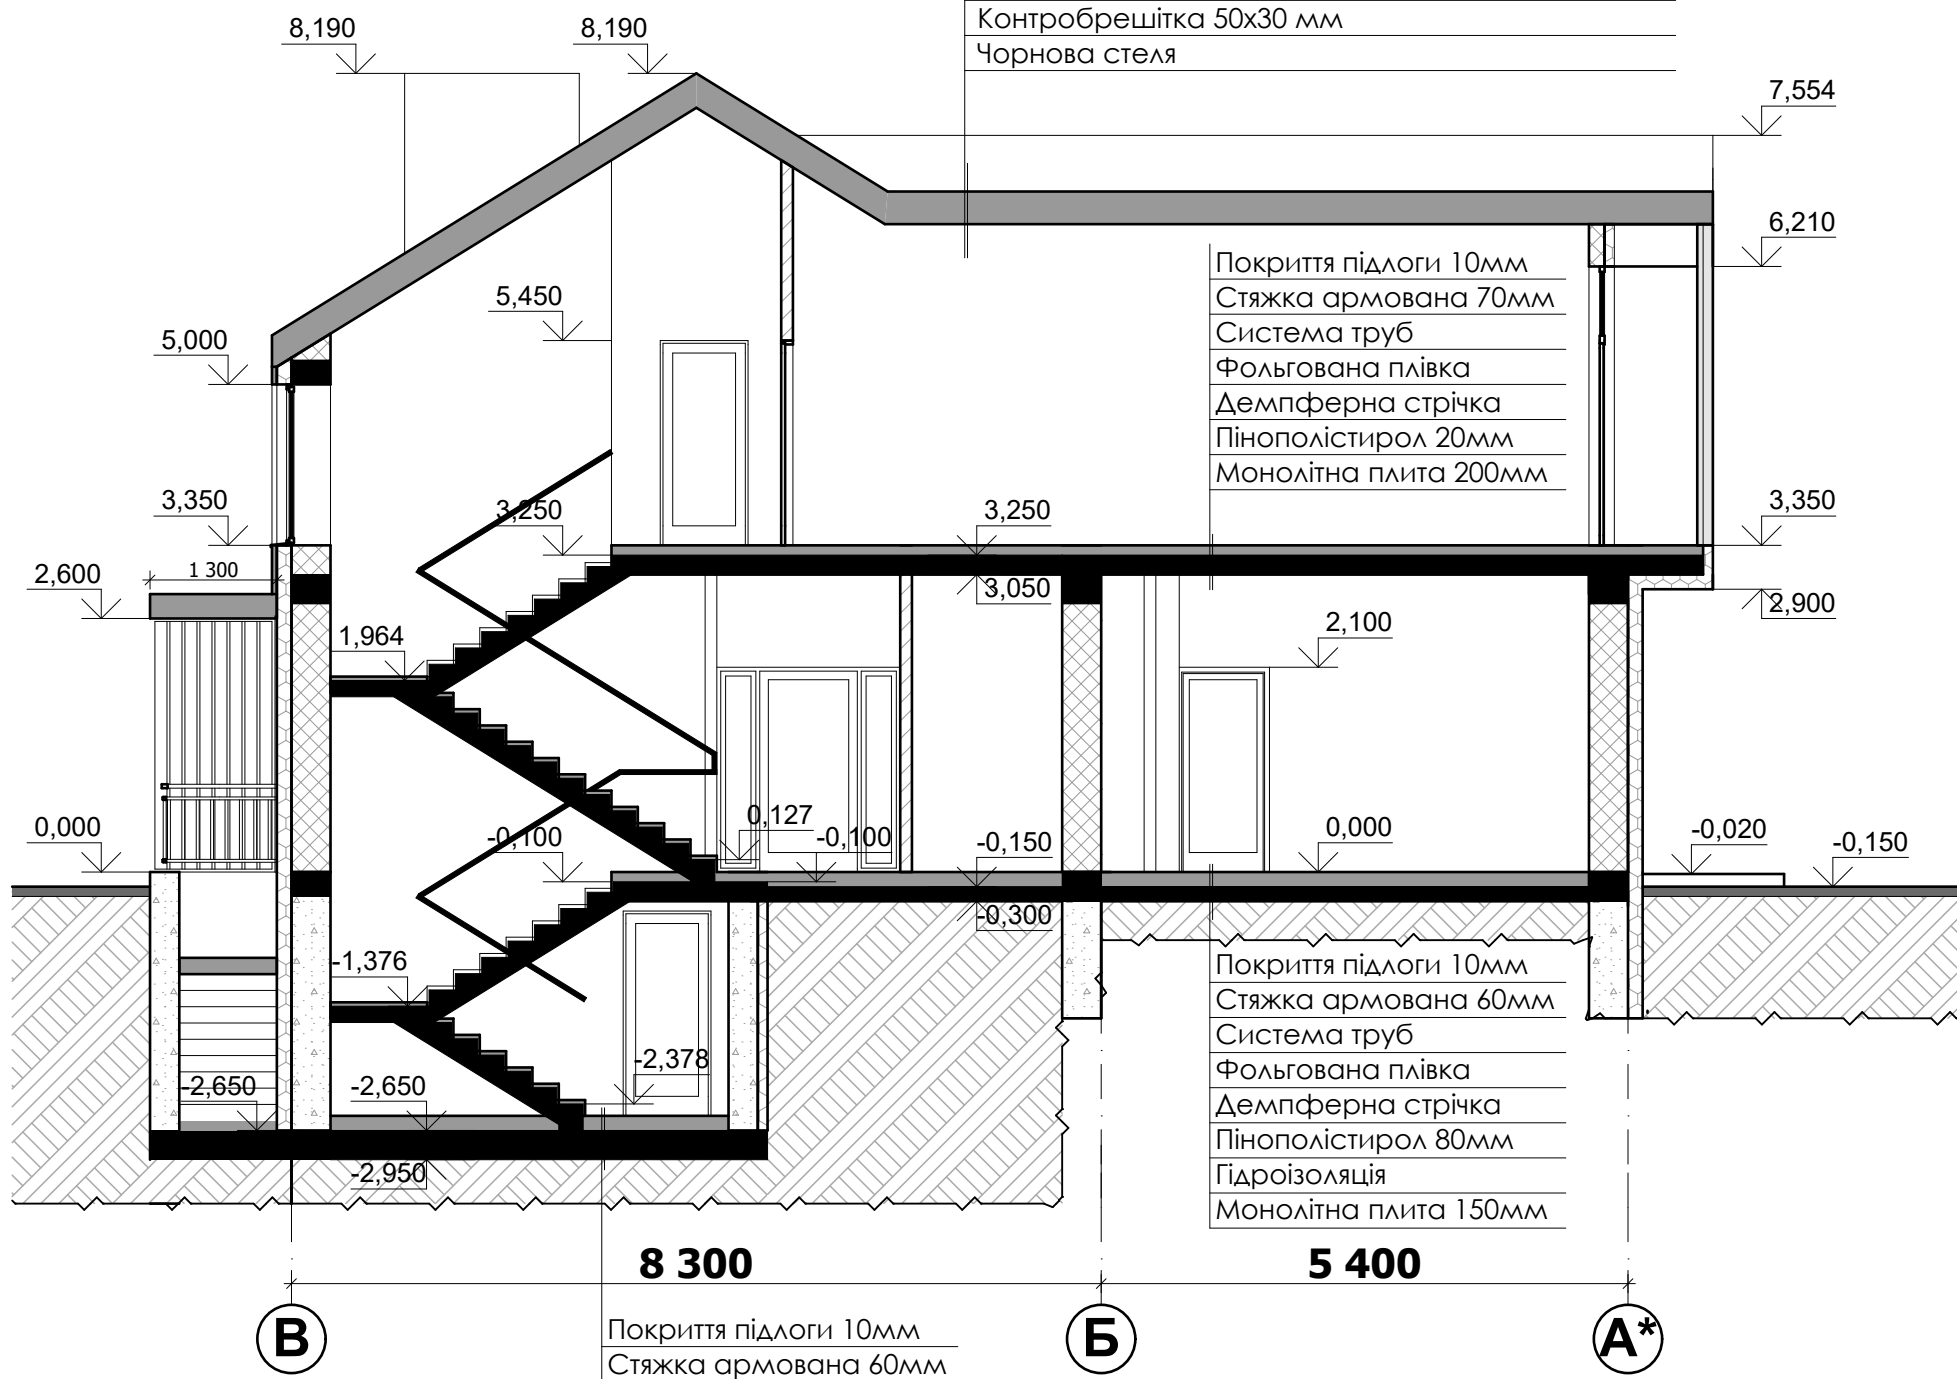 Контробрешітка 50х30 мм
Чорнова стеля
8,190
8,190
7,554
6,210
Покриття підлоги 10мм
Стяжка армована 70мм
Система труб
Фольгована плівка
Демпферна стрічка
Пінополістирол 20мм
Монолітна плита 200мм
5,450
5,000
3,350
3,250
3,250
3,350
1 300
2,600
3,050
2,900
1,964
2,100
0,000
-0,100
0,127
-0,100
-0,150
0,000
-0,020
-0,150
-0,300
-1,376
Покриття підлоги 10мм
Стяжка армована 60мм
Система труб
Фольгована плівка
Демпферна стрічка
Пінополістирол 80мм
Гідроізоляція
Монолітна плита 150мм
-2,378
-2,650
-2,650
-2,950
8 300
5 400
В
Б
А*
Покриття підлоги 10мм
Стяжка армована 60мм